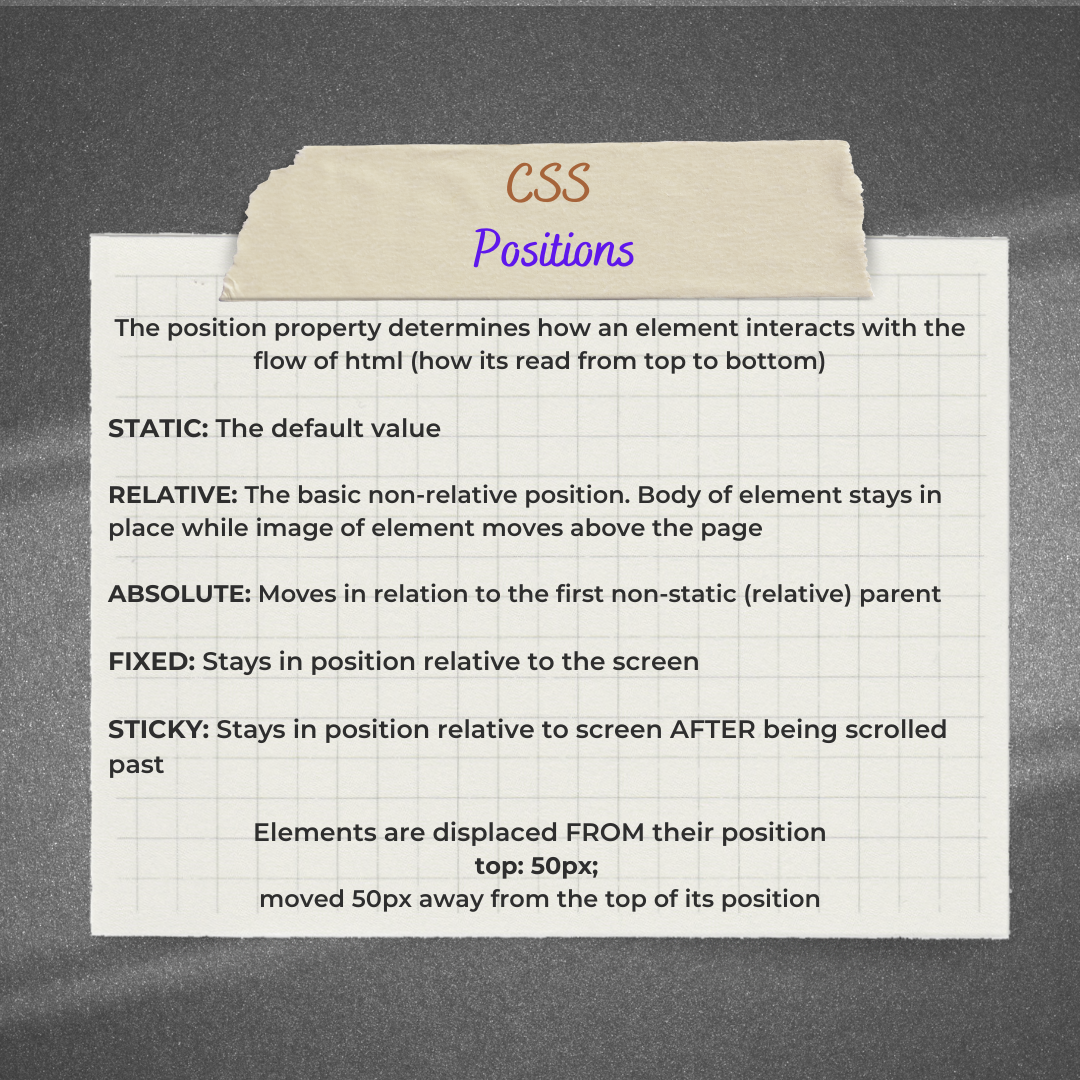 CSS
Positions
The position property determines how an element interacts with the
flow of html (how its read from top to bottom)
STATIC: The default value
RELATIVE: The basic non-relative position. Body of element stays in
place while image of element moves above the page
ABSOLUTE: Moves in relation to the first non-static (relative) parent
FIXED: Stays in position relative to the screen
STICKY: Stays in position relative to screen AFTER being scrolled
past
Elements are displaced FROM their position
top: 50px;
moved 50px away from the top of its position